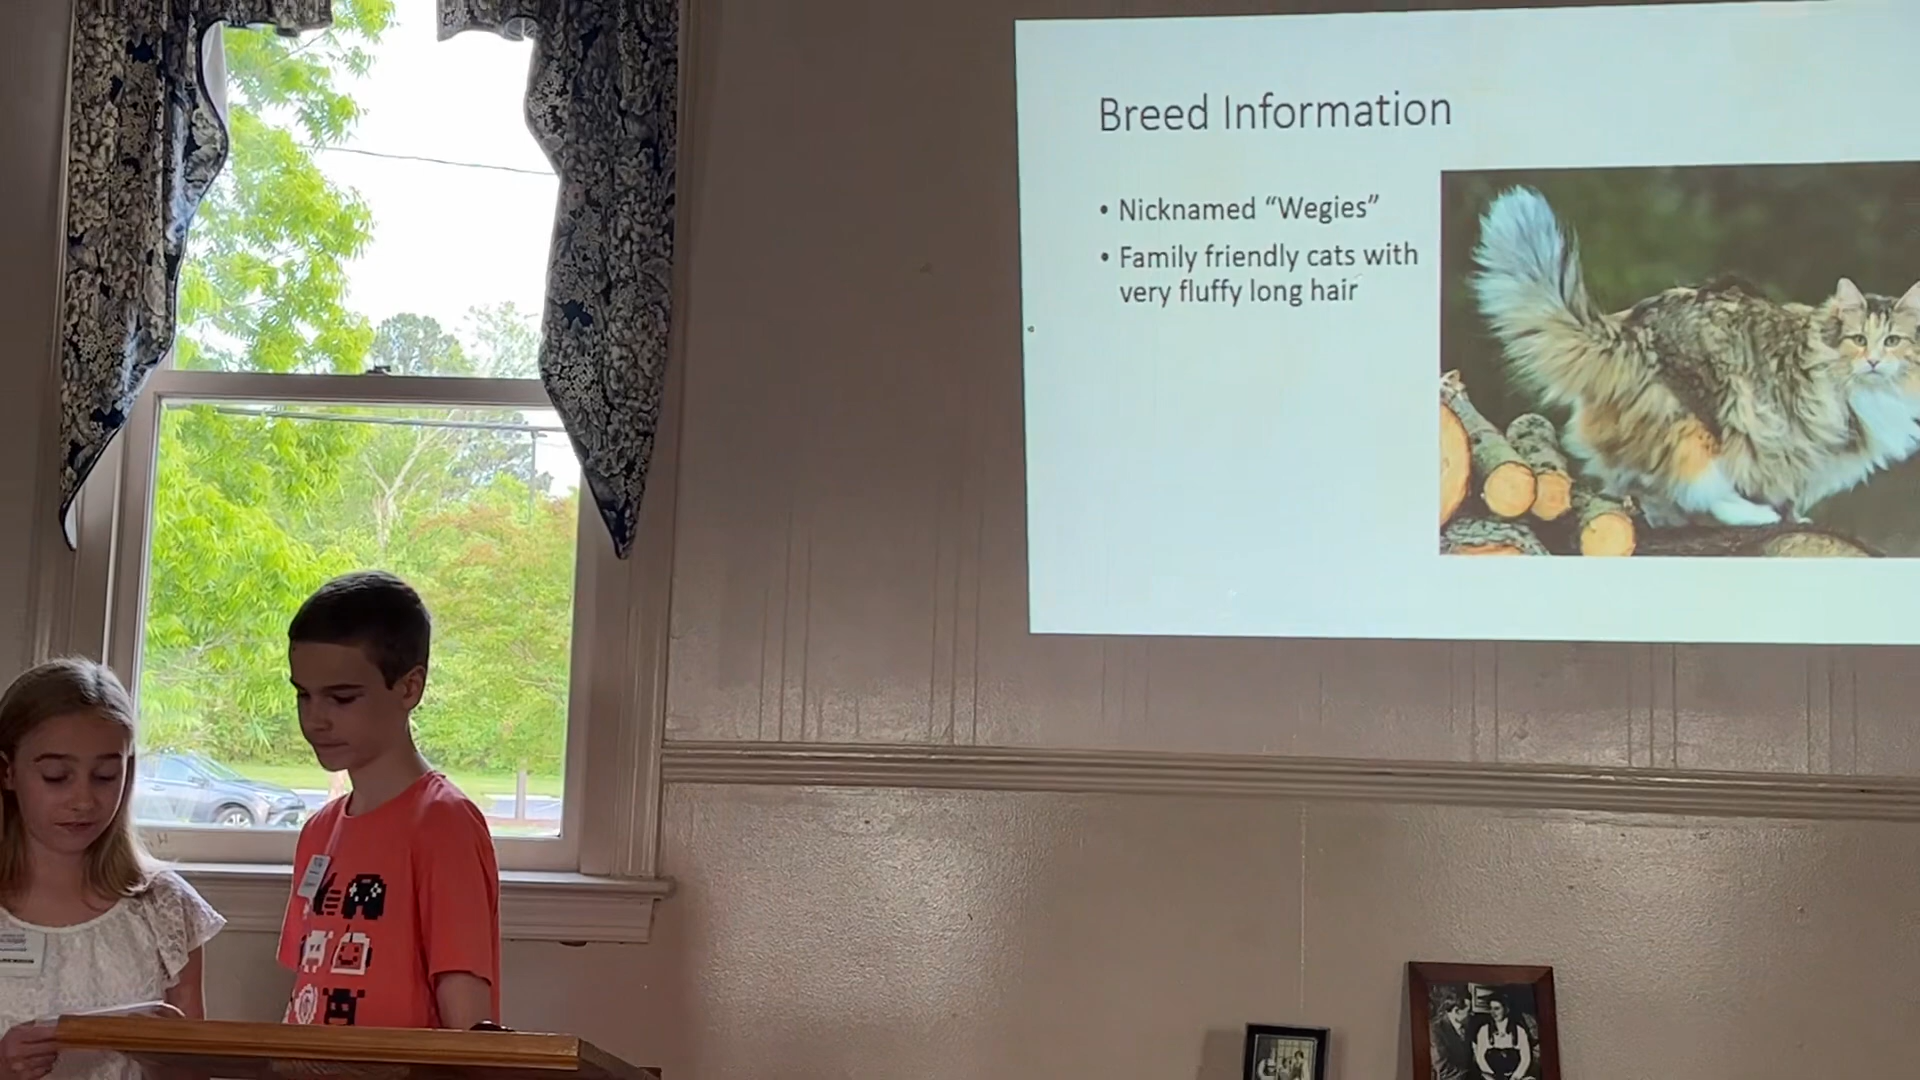 Breed Information
• Nicknamed “Wegies”
• Family friendly cats with
very fluffy long hair